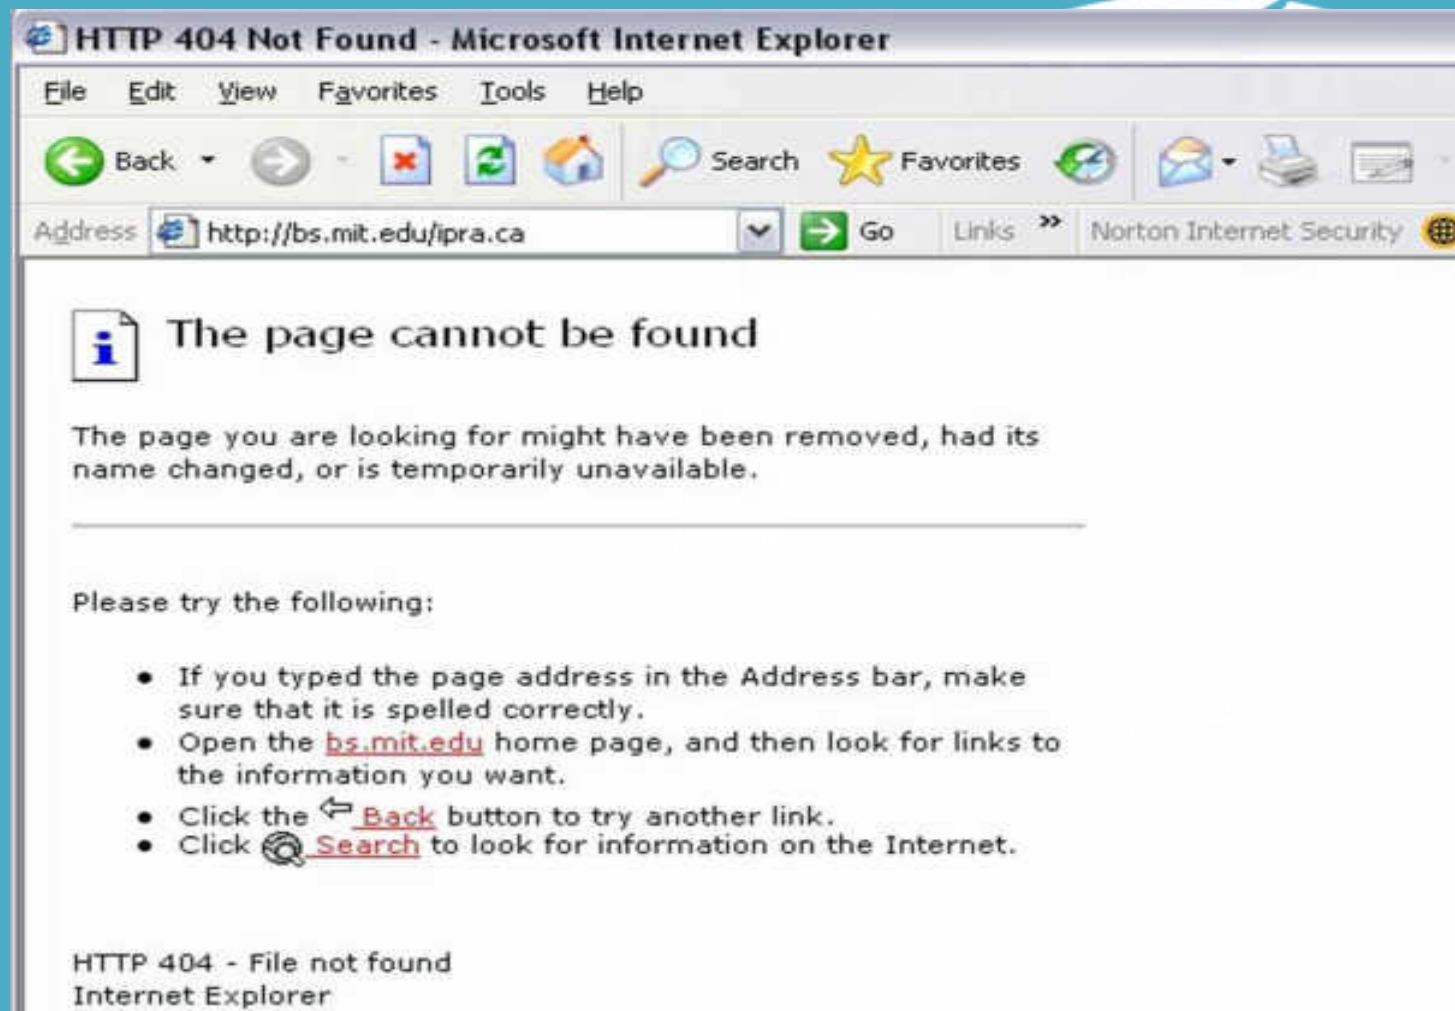 HTTP 404 Not Found - Microsoft Internet Explorer
File Edit View Favorites Tools Help
Back Search Favorites
Address http://bs.mit.edu/ipra.ca Go Links » Norton Internet Security
The page cannot be found
The page you are looking for might have been removed, had its
name changed, or is temporarily unavailable.
Please try the following:
• If you typed the page address in the Address bar, make
sure that it is spelled correctly.
• Open the bs.mit.edu home page, and then look for links to
the information you want.
• Click the Back button to try another link.
• Click Search to look for information on the Internet.
HTTP 404 - File not found
Internet Explorer